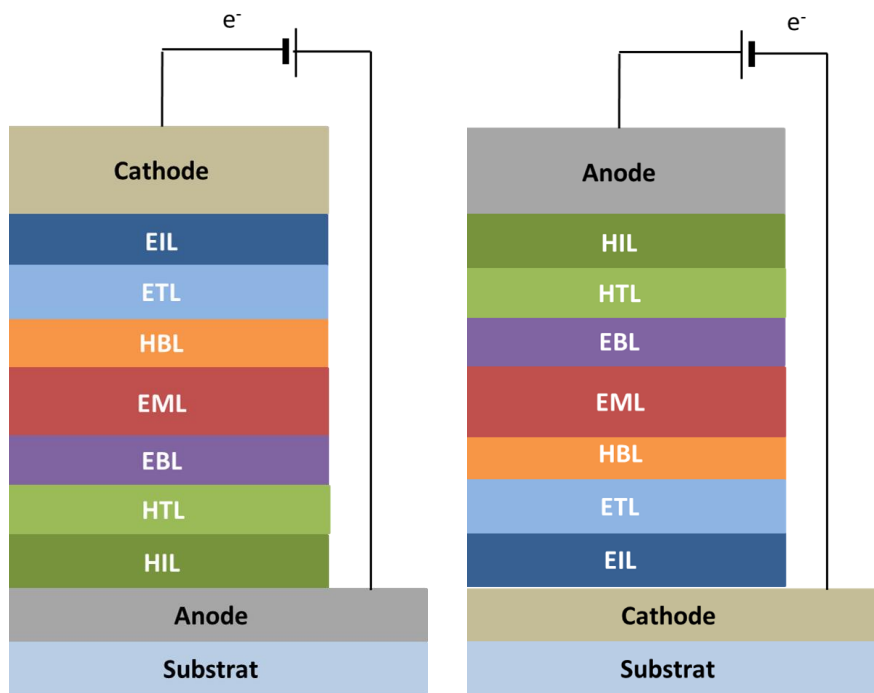 e-
Cathode
EIL
ETL
HBL
EML
EBL
HTL
HIL
Anode
Substrat
e-
Anode
HIL
HTL
EBL
EML
HBL
ETL
EIL
Cathode
Substrat